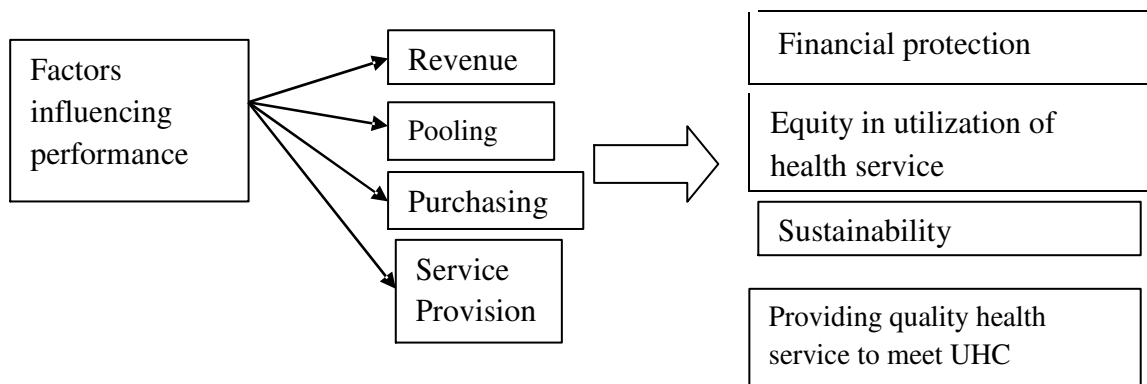 Factors
influencing
performance
Revenue
Pooling
Purchasing
Service
Provision
Financial protection
Equity in utilization of
health service
Sustainability
Providing quality health
service to meet UHC